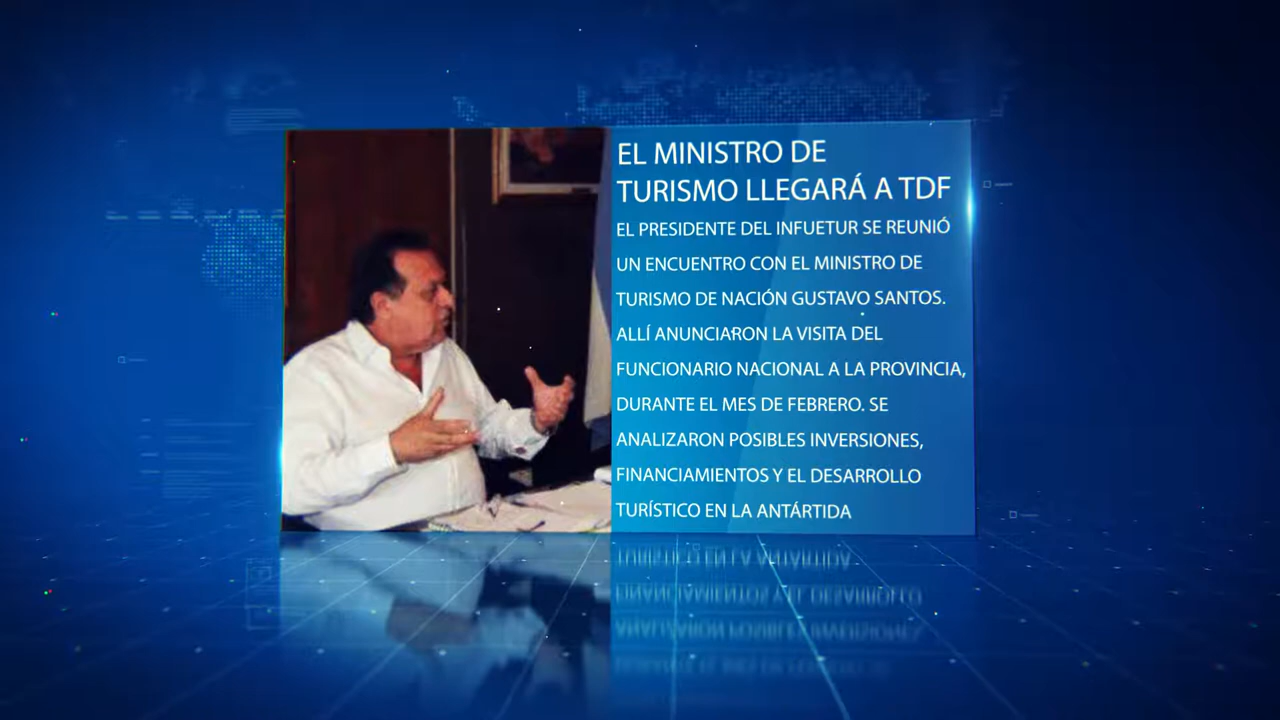 EL MINISTRO DE
TURISMO LLEGARÁ A TDF
EL PRESIDENTE DEL INFUETUR SE REUNIÓ
UN ENCUENTRO CON EL MINISTRO DE
TURISMO DE NACIÓN GUSTAVO SANTOS.
ALLÍ ANUNCIARON LA VISITA DEL
FUNCIONARIO NACIONAL A LA PROVINCIA,
DURANTE EL MES DE FEBRERO. SE
ANALIZARON POSIBLES INVERSIONES,
FINANCIAMIENTOS Y EL DESARROLLO
TURÍSTICO EN LA ANTÁRTIDA